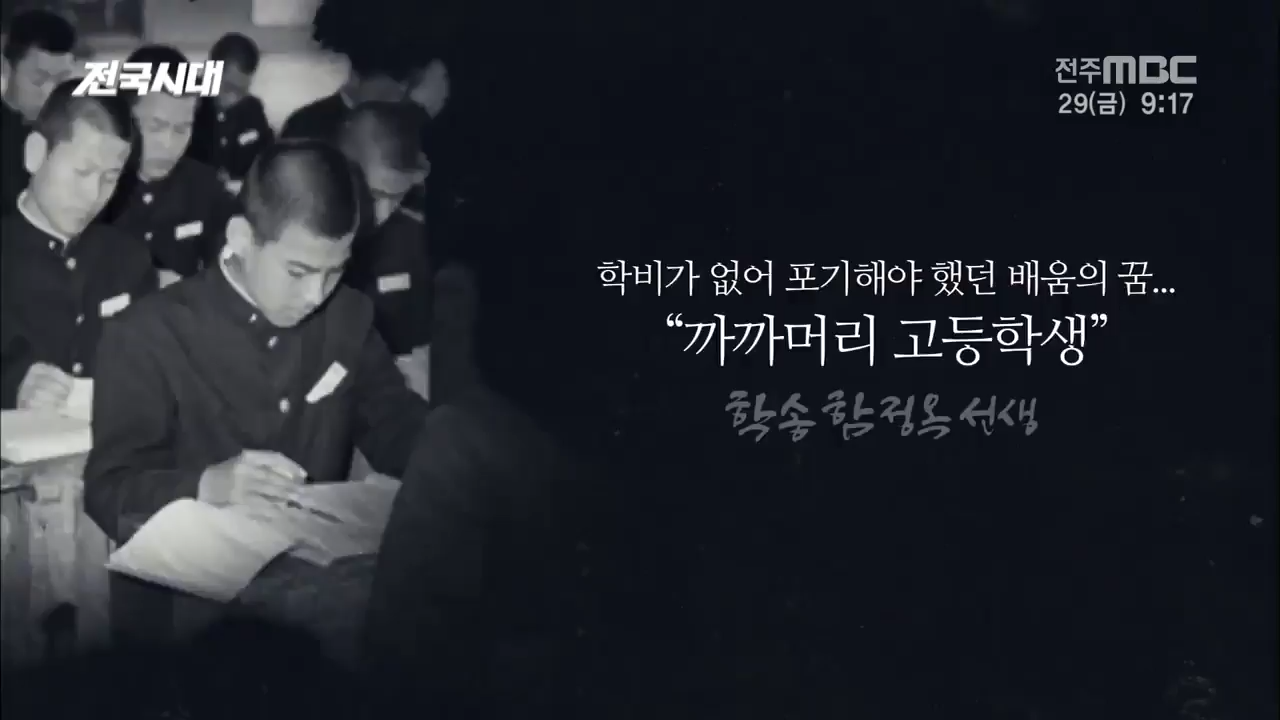 전국시대
전주MBC
29(금) 9:17
학비가 없어 포기해야 했던 배움의 꿈...
“까까머리 고등학생”
학송 함정옥 선생